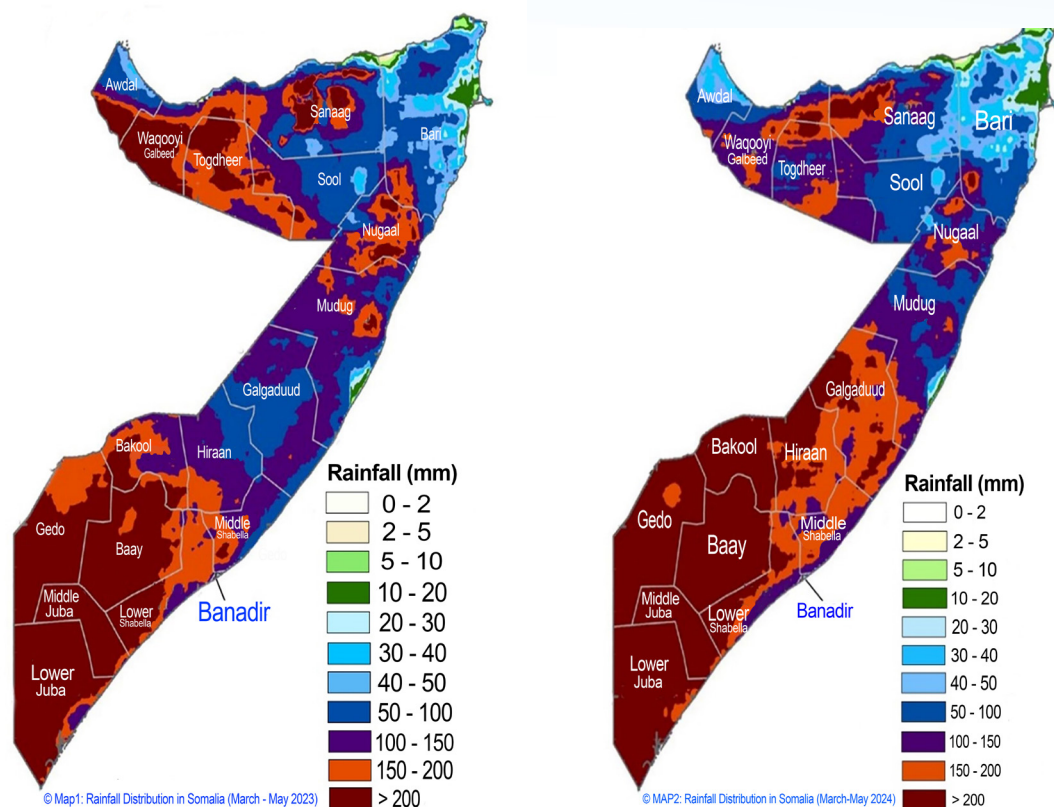 Awdal
Waqooyi
Galbeed
Togdheer
Sanaag
Bari
Sool
Nugaal
Mudug
Galgaduud
Hiraan
Bakool
Gedo
Baay
Middle
Shabella
Middle
Juba
Lower
Shabella
Banadir
Lower
Juba
Rainfall (mm)
0 - 2
2 - 5
5 - 10
10 - 20
20 - 30
30 - 40
40 - 50
50 - 100
100 - 150
150 - 200
> 200
© Map1: Rainfall Distribution in Somalia (March - May 2023)
Awdal
Waqooyi
Galbeed
Togdheer
Sanaag
Bari
Sool
Nugaal
Mudug
Galgaduud
Hiraan
Bakool
Gedo
Baay
Middle
Shabella
Middle
Juba
Lower
Shabella
Banadir
Lower
Juba
Rainfall (mm)
0 - 2
2 - 5
5 - 10
10 - 20
20 - 30
30 - 40
40 - 50
50 - 100
100 - 150
150 - 200
> 200
© MAP2: Rainfall Distribution in Somalia (March-May 2024)